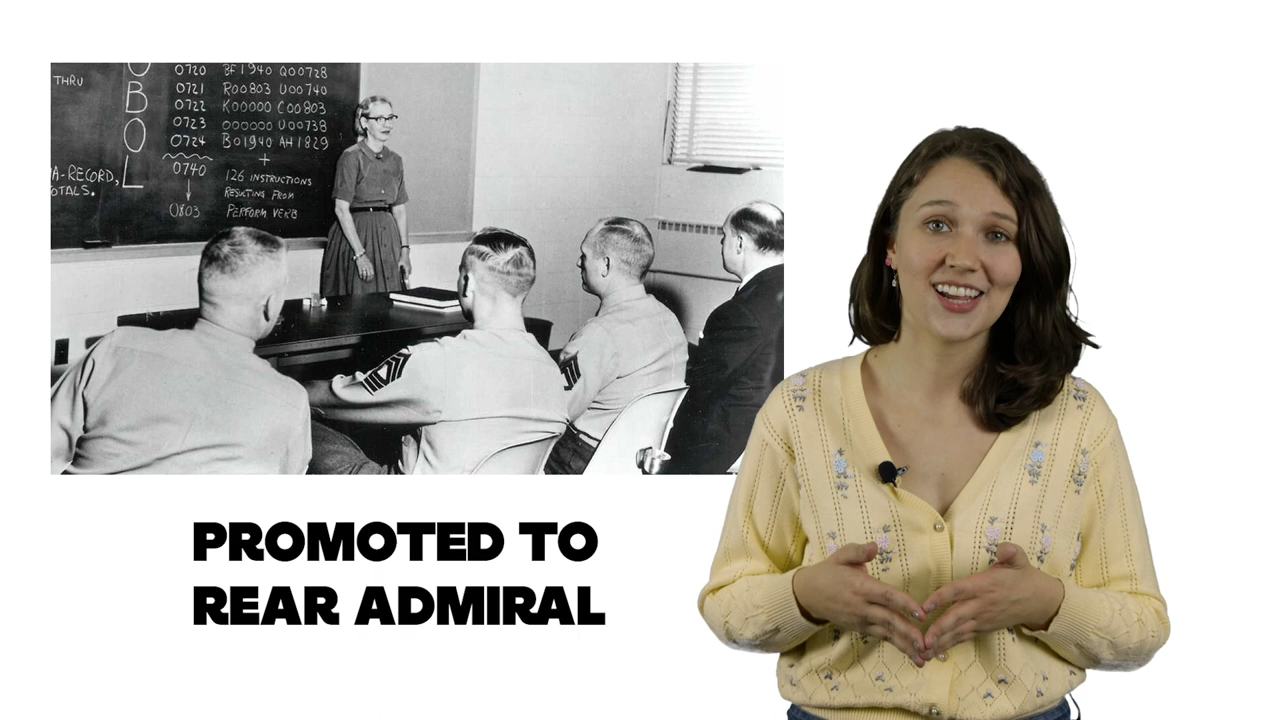 THRU
A-RECORD,
OTALS.
O
B
O
L
0720 BF1940 Q00728
0721 R00803 U00740
0722 K00000 C00803
0723 000000 U00738
0724 B01940 AH1829
+
0740 126 INSTRUCTIONS
RESULTING FROM
0803 PERFORM VERB
PROMOTED TO
REAR ADMIRAL